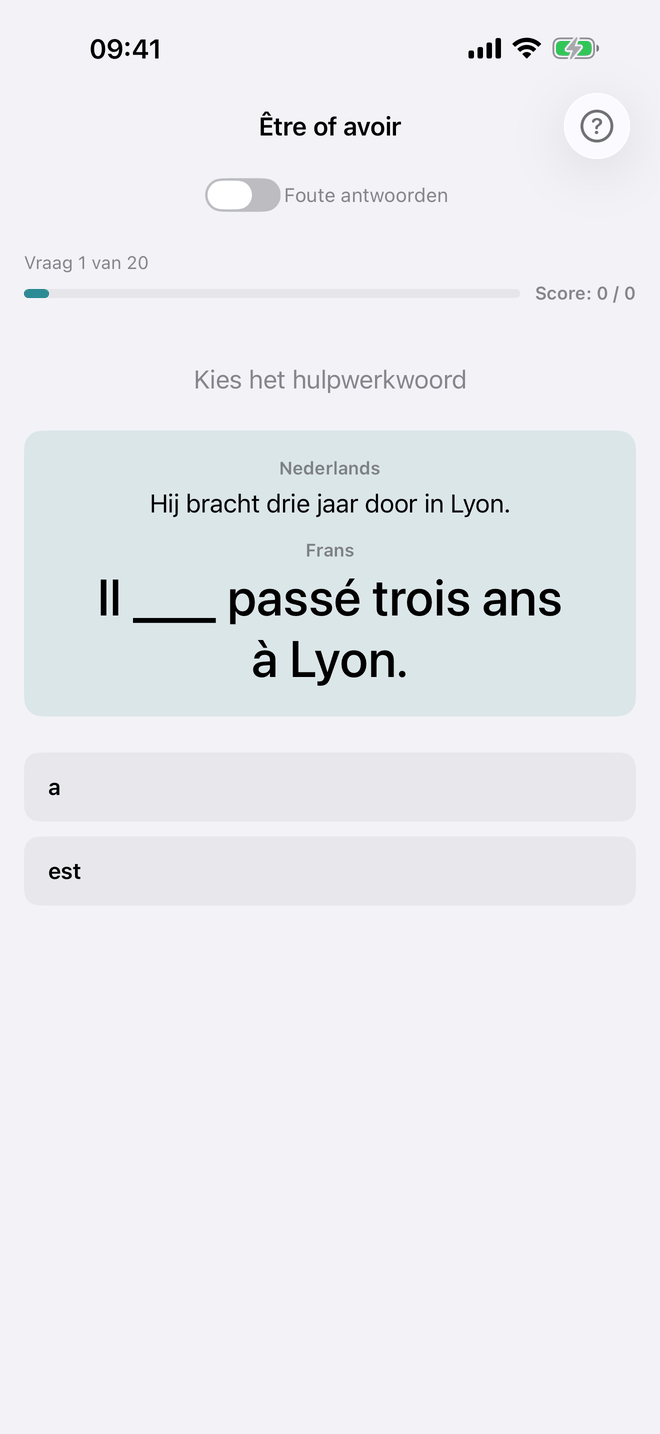 09:41
Être of avoir
Foute antwoorden
Vraag 1 van 20
Score: 0 / 0
Kies het hulpwerkwoord
Nederlands
Hij bracht drie jaar door in Lyon.
Frans
Il ___ passé trois ans
à Lyon.
a
est